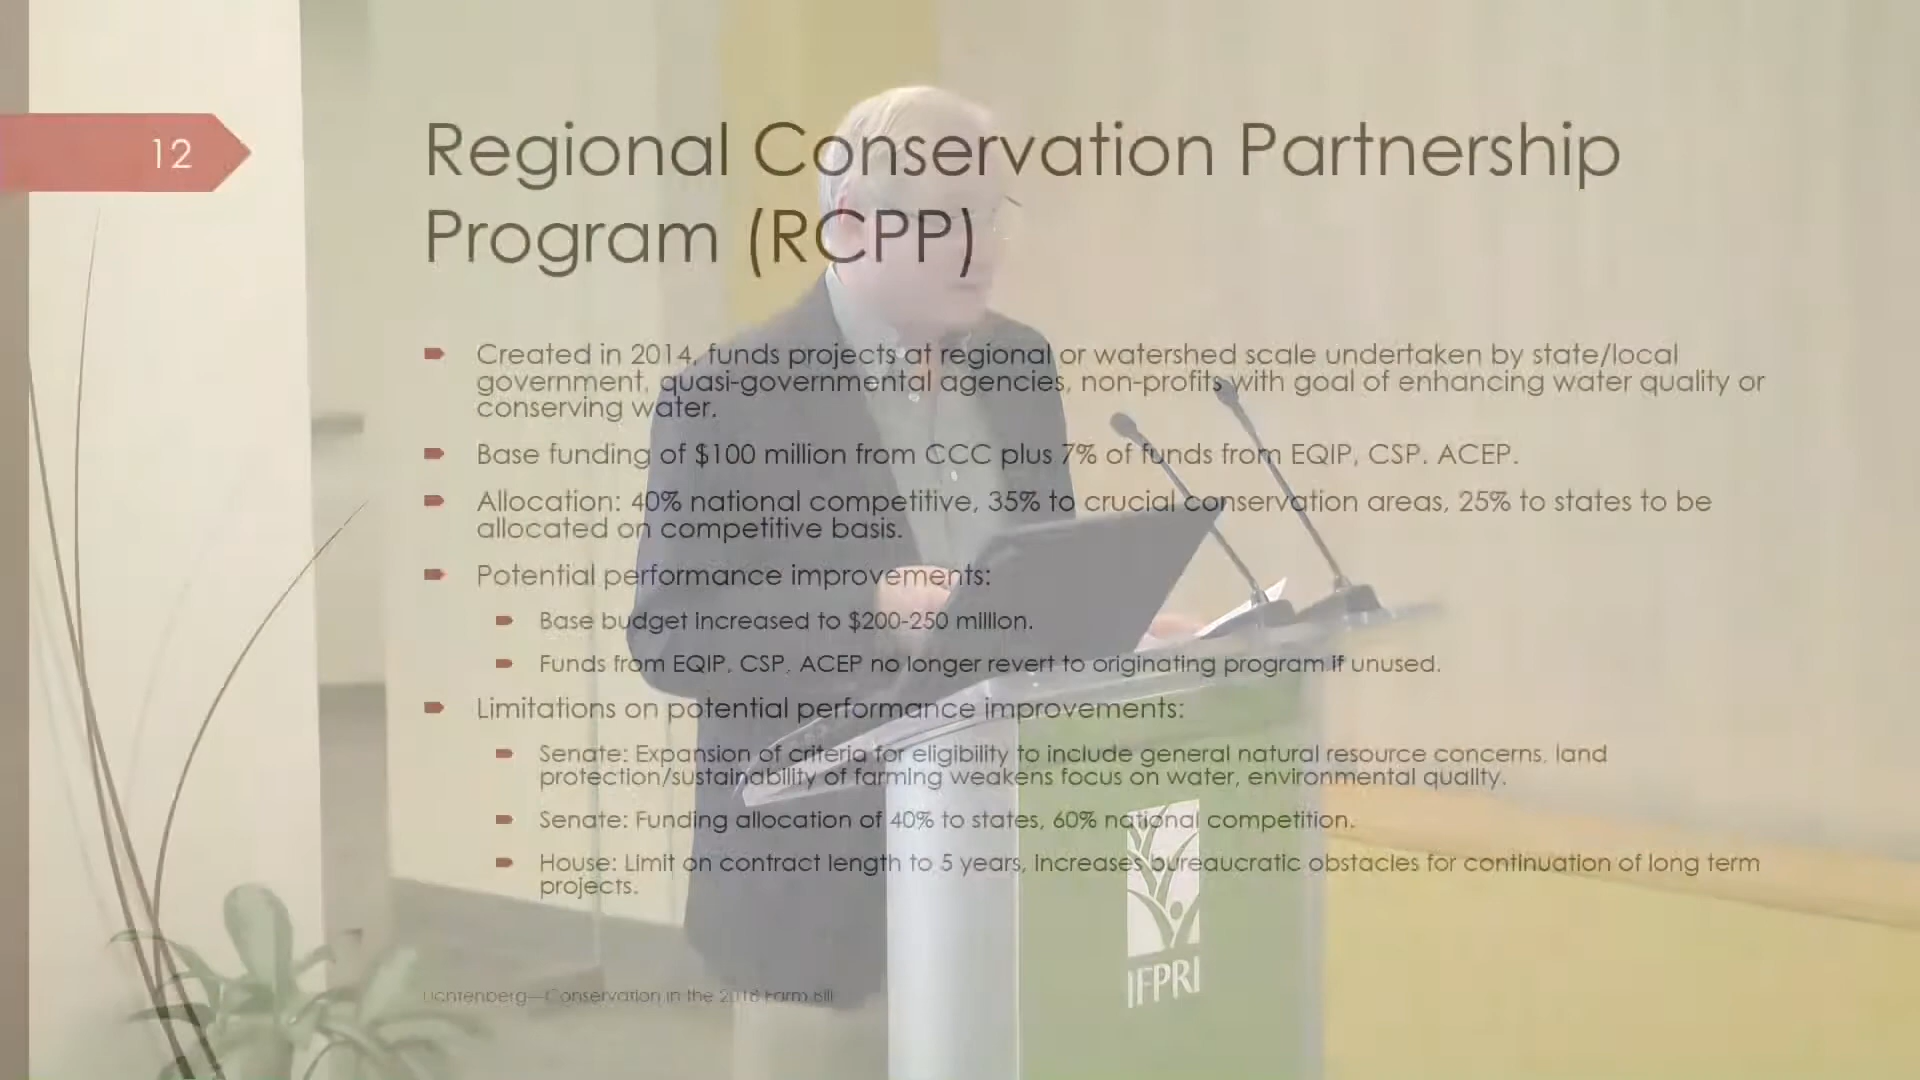 12
Regional Conservation Partnership
Program (RCPP)
Created in 2014, funds projects at regional or watershed scale undertaken by state/local
government, quasi-governmental agencies, non-profits with goal of enhancing water quality or
conserving water.
Base funding of $100 million from CCC plus 7% of funds from EQIP, CSP. ACEP.
Allocation: 40% national competitive, 35% to crucial conservation areas, 25% to states to be
allocated on competitive basis.
Potential performance improvements:
Base budget increased to $200-250 million.
Funds from EQIP, CSP, ACEP no longer revert to originating program if unused.
Limitations on potential performance improvements:
Senate: Expansion of criteria for eligibility to include general natural resource concerns, land
protection/sustainability of farming weakens focus on water, environmental quality.
Senate: Funding allocation of 40% to states, 60% national competition.
House: Limit on contract length to 5 years, increases bureaucratic obstacles for continuation of long term
projects.
Lichtenberg—Conservation in the 2018 Farm Bill
IFPRI